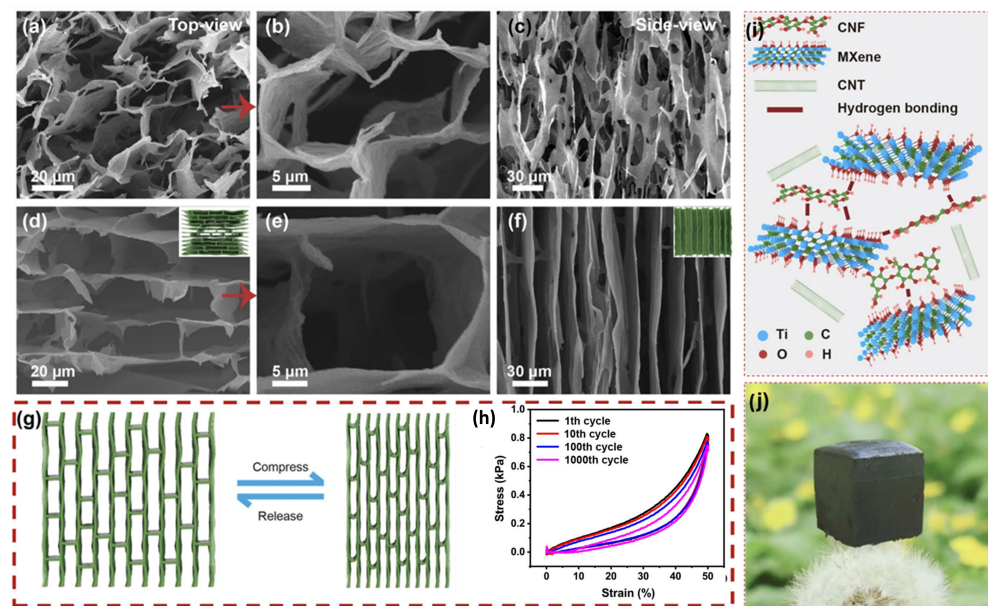 (a)
Top-view
20 µm
(b)
5 µm
(c)
Side-view
30 µm
(d)
20 µm
(e)
5 µm
(f)
30 µm
(g)
Compress
Release
(h)
1th cycle
10th cycle
100th cycle
1000th cycle
Stress (kPa)
1.0
0.8
0.6
0.4
0.2
0.0
0 10 20 30 40 50
Strain (%)
(i)
CNF
MXene
CNT
Hydrogen bonding
Ti
C
O
H
(j)